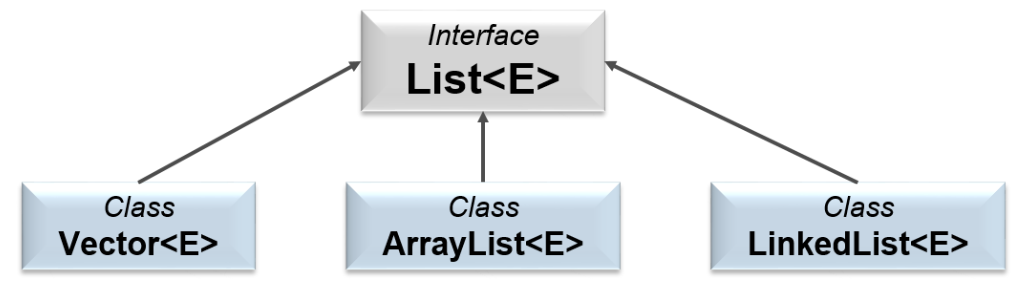 Interface
List<E>
Class
Vector<E>
Class
ArrayList<E>
Class
LinkedList<E>